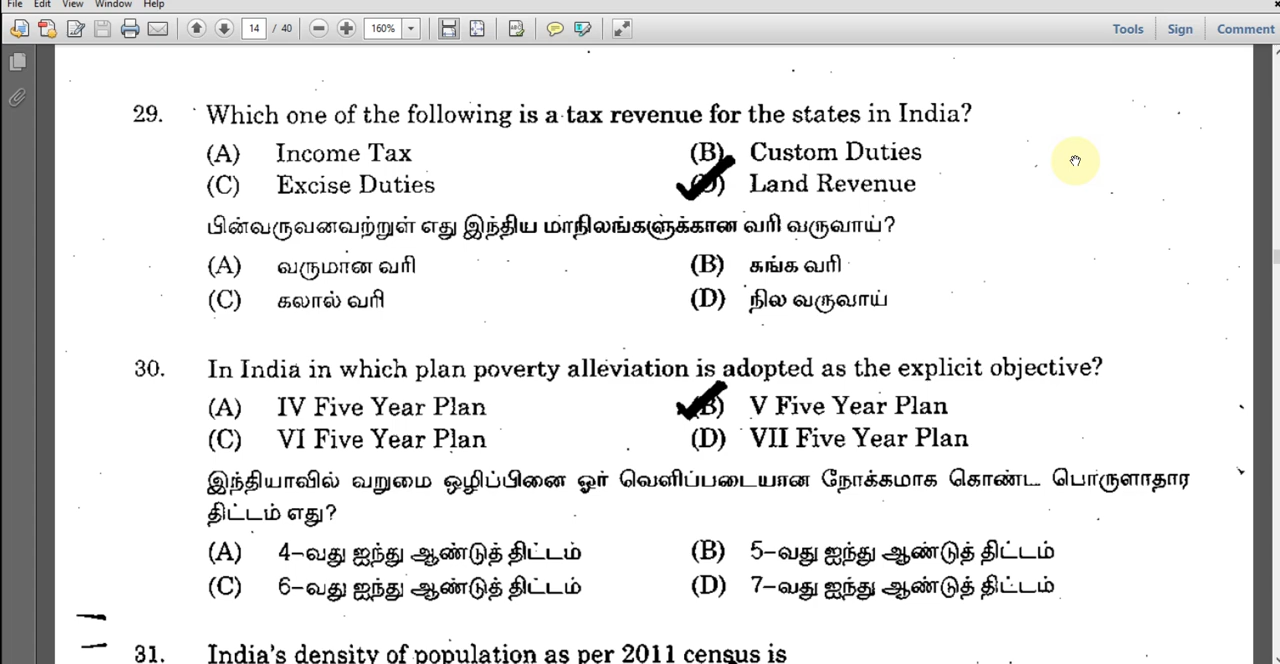 File Edit View Window Help
14 / 40 160% Tools Sign Comment
29. Which one of the following is a tax revenue for the states in India?
(A) Income Tax (B) Custom Duties
(C) Excise Duties (D) Land Revenue
பின்வருவனவற்றுள் எது இந்திய மாநிலங்களுக்கான வரி வருவாய்?
(A) வருமான வரி (B) சுங்க வரி
(C) கலால் வரி (D) நில வருவாய்
30. In India in which plan poverty alleviation is adopted as the explicit objective?
(A) IV Five Year Plan (B) V Five Year Plan
(C) VI Five Year Plan (D) VII Five Year Plan
இந்தியாவில் வறுமை ஒழிப்பினை ஓர் வெளிப்படையான நோக்கமாக கொண்ட பொருளாதார
திட்டம் எது?
(A) 4-வது ஐந்து ஆண்டுத் திட்டம் (B) 5-வது ஐந்து ஆண்டுத் திட்டம்
(C) 6-வது ஐந்து ஆண்டுத் திட்டம் (D) 7-வது ஐந்து ஆண்டுத் திட்டம்
31. India's density of population as per 2011 census is